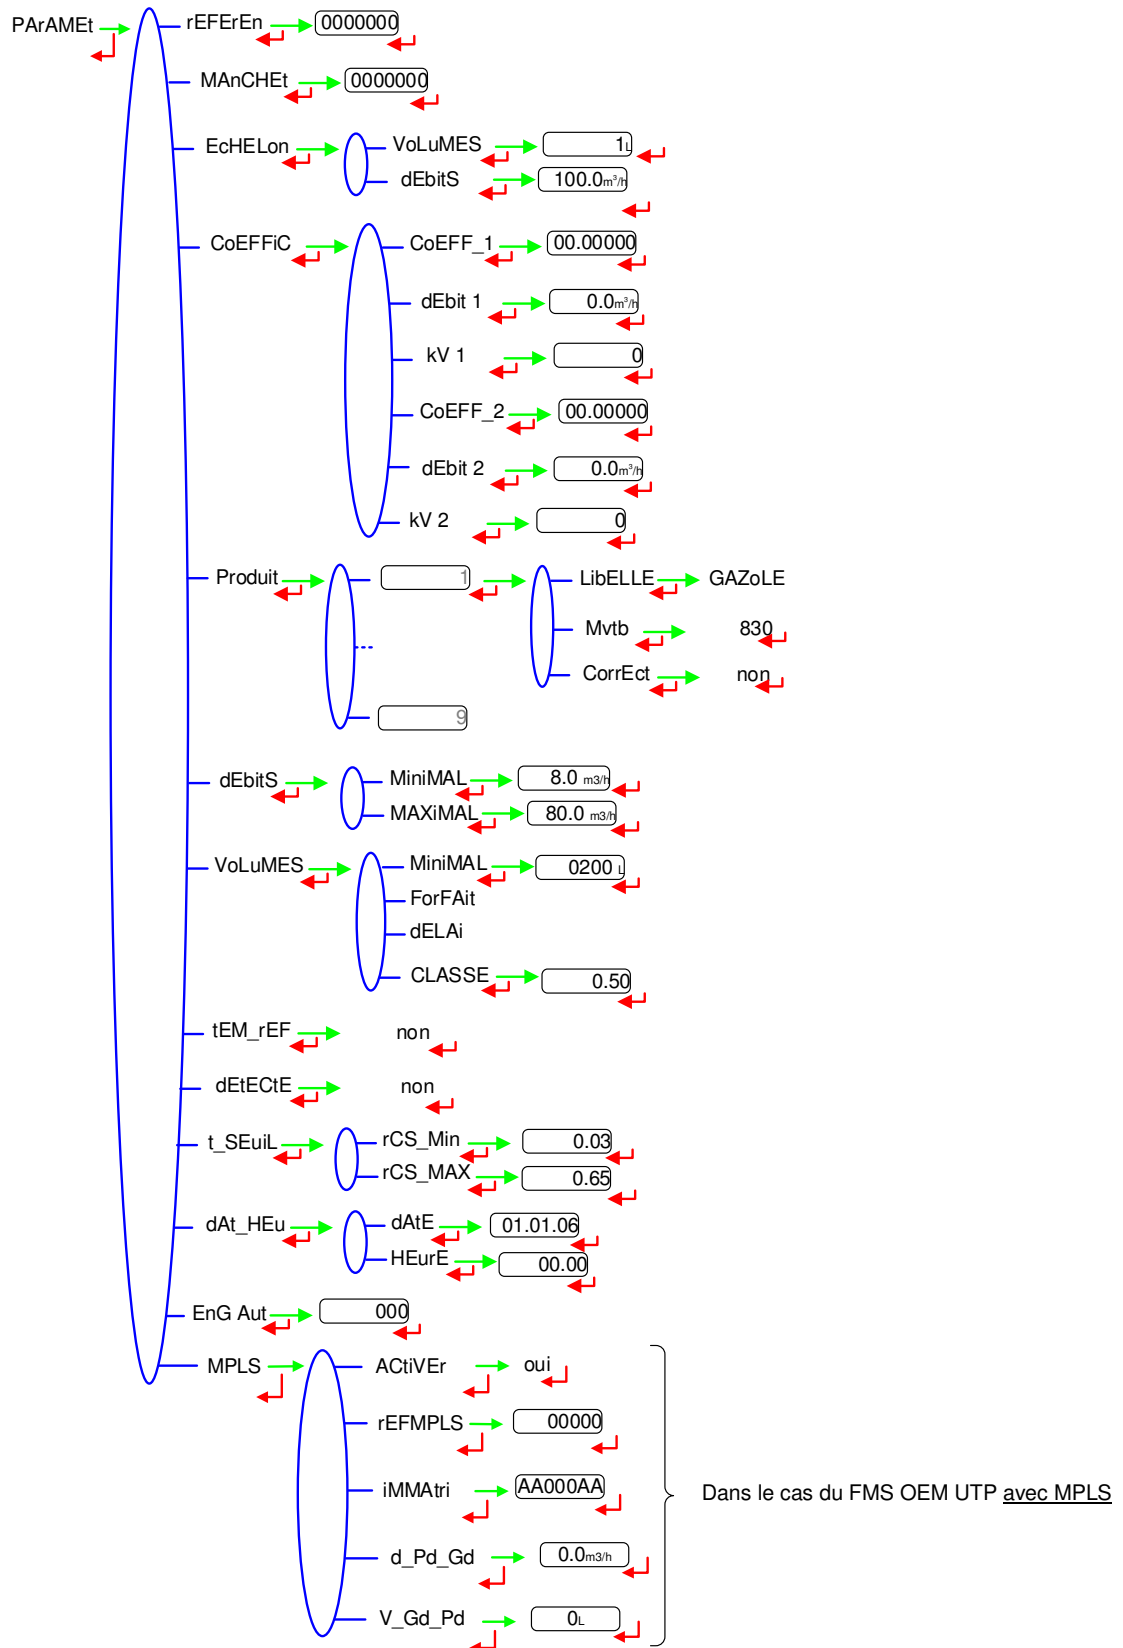 PArAMEt rEFErEn 0000000
MAnCHEt 0000000
EcHELon VoLuMES 1L
dEbitS 100.0m³/h
CoEFFiC CoEFF_1 00.00000
dEbit 1 0.0m³/h
kV 1 0
CoEFF_2 00.00000
dEbit 2 0.0m³/h
kV 2 0
Produit 1 LibELLE GAZoLE
Mvtb 830
CorrEct non
9
dEbitS MiniMAL 8.0 m3/h
MAXiMAL 80.0 m3/h
VoLuMES MiniMAL 0200 L
ForFAit
dELAi
CLASSE 0.50
tEM_rEF non
dEtECtE non
t_SEuiL rCS_Min 0.03
rCS_MAX 0.65
dAt_HEu dAtE 01.01.06
HEurE 00.00
EnG Aut 000
MPLS ACtiVEr oui
rEFMPLS 00000
iMMAtri AA000AA
Dans le cas du FMS OEM UTP avec MPLS
d_Pd_Gd 0.0m3/h
V_Gd_Pd 0L